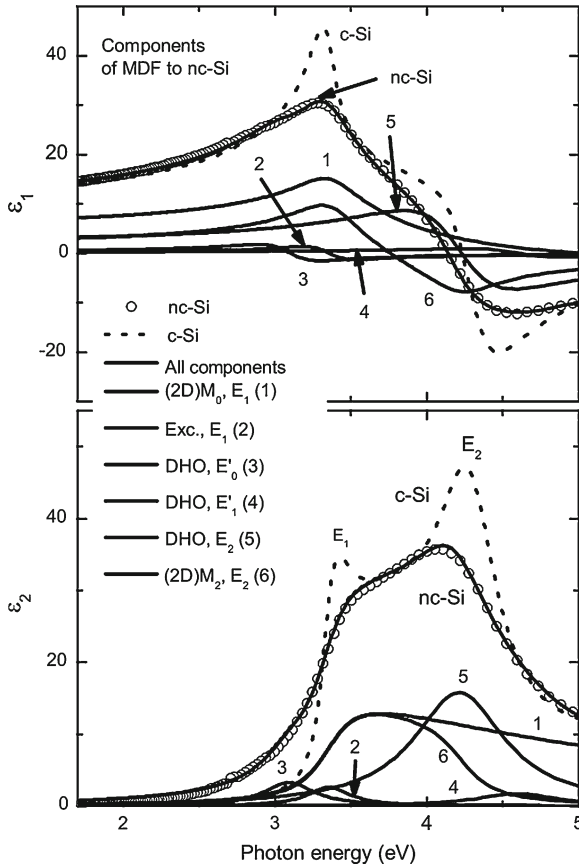 Components
of MDF to nc-Si
c-Si
nc-Si
5
2
1
3
4
6
40
20
0
-20
ε₁
nc-Si
c-Si
All components
(2D)M₀, E₁ (1)
Exc., E₁ (2)
DHO, E'₀ (3)
DHO, E'₁ (4)
DHO, E₂ (5)
(2D)M₂, E₂ (6)
E₂
c-Si
E₁
nc-Si
5
1
3
2
6
4
60
40
20
0
ε₂
2 3 4 5
Photon energy (eV)